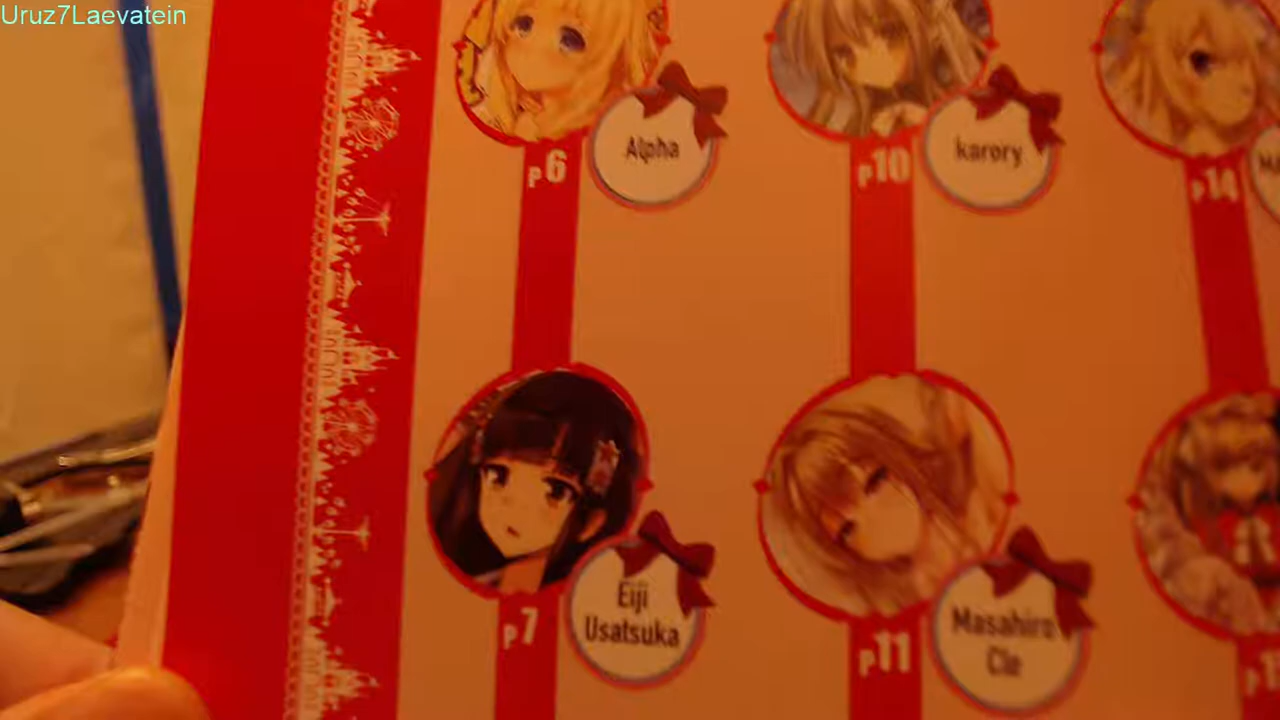 Uruz7Laevatein
Alpha
p6
karory
p10
p14
Eiji
Usatsuka
p7
Masahiro
Cle
p11